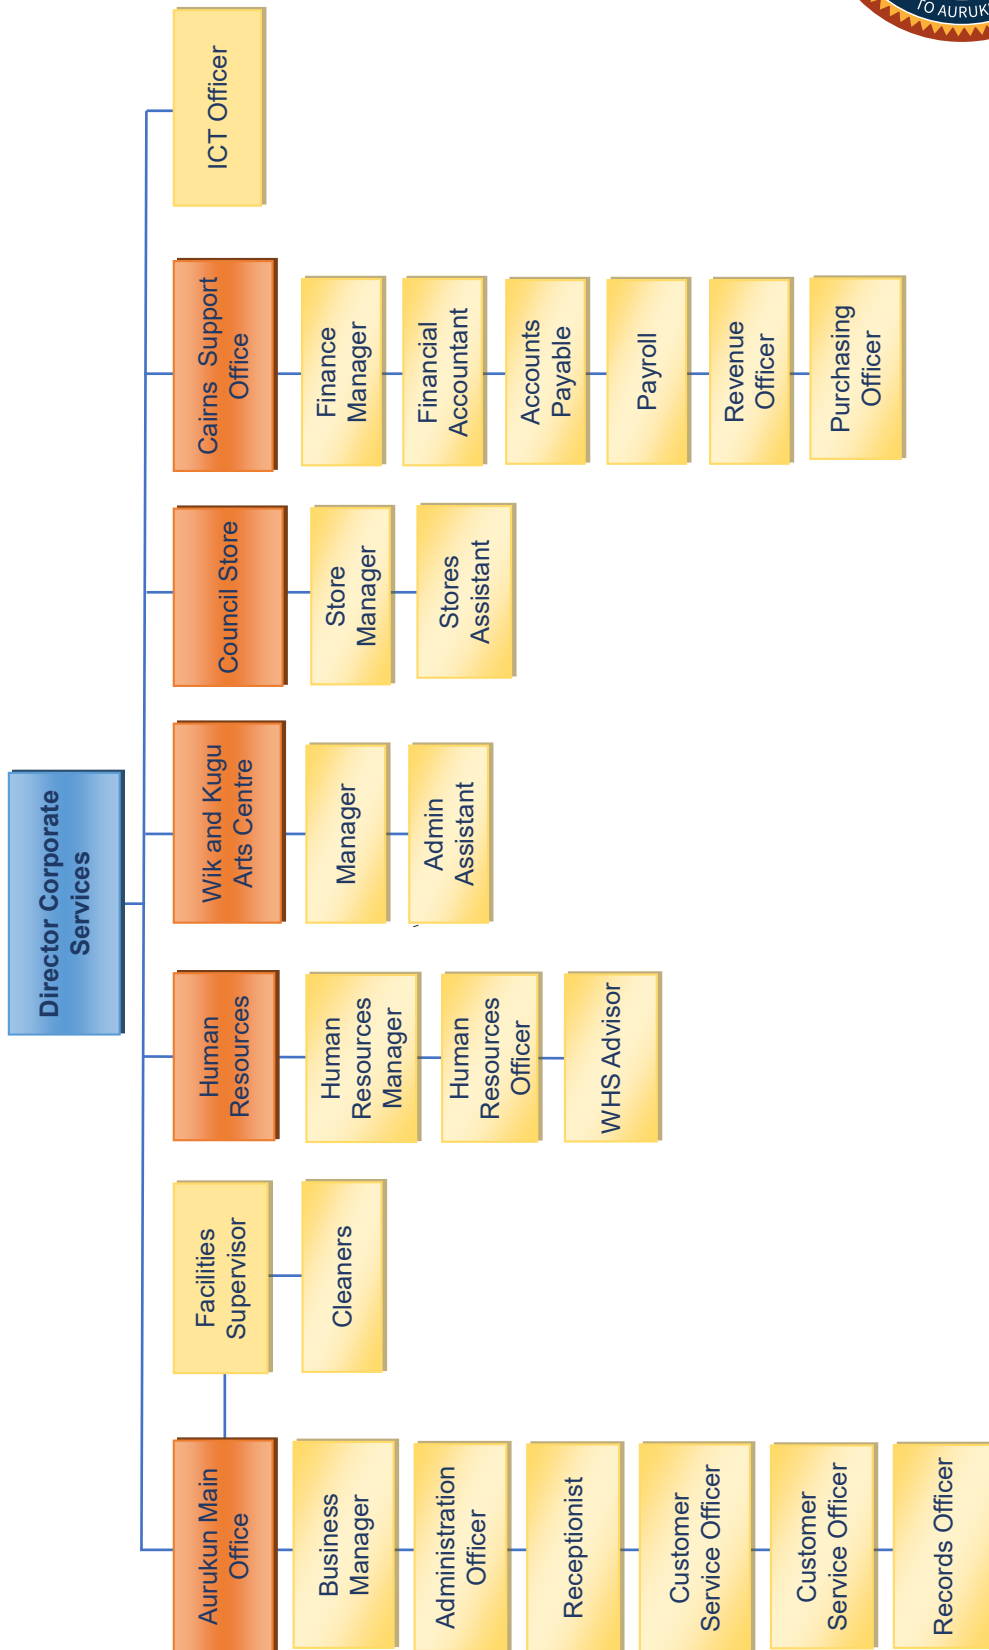 Director Corporate
Services
Aurukun Main
Office
Business
Manager
Administration
Officer
Receptionist
Customer
Service Officer
Customer
Service Officer
Records Officer
Facilities
Supervisor
Cleaners
Human
Resources
Human
Resources
Manager
Human
Resources
Officer
WHS Advisor
Wik and Kugu
Arts Centre
Manager
Admin
Assistant
Council Store
Store
Manager
Stores
Assistant
Cairns Support
Office
Finance
Manager
Financial
Accountant
Accounts
Payable
Payroll
Revenue
Officer
Purchasing
Officer
ICT Officer
TO AURUK